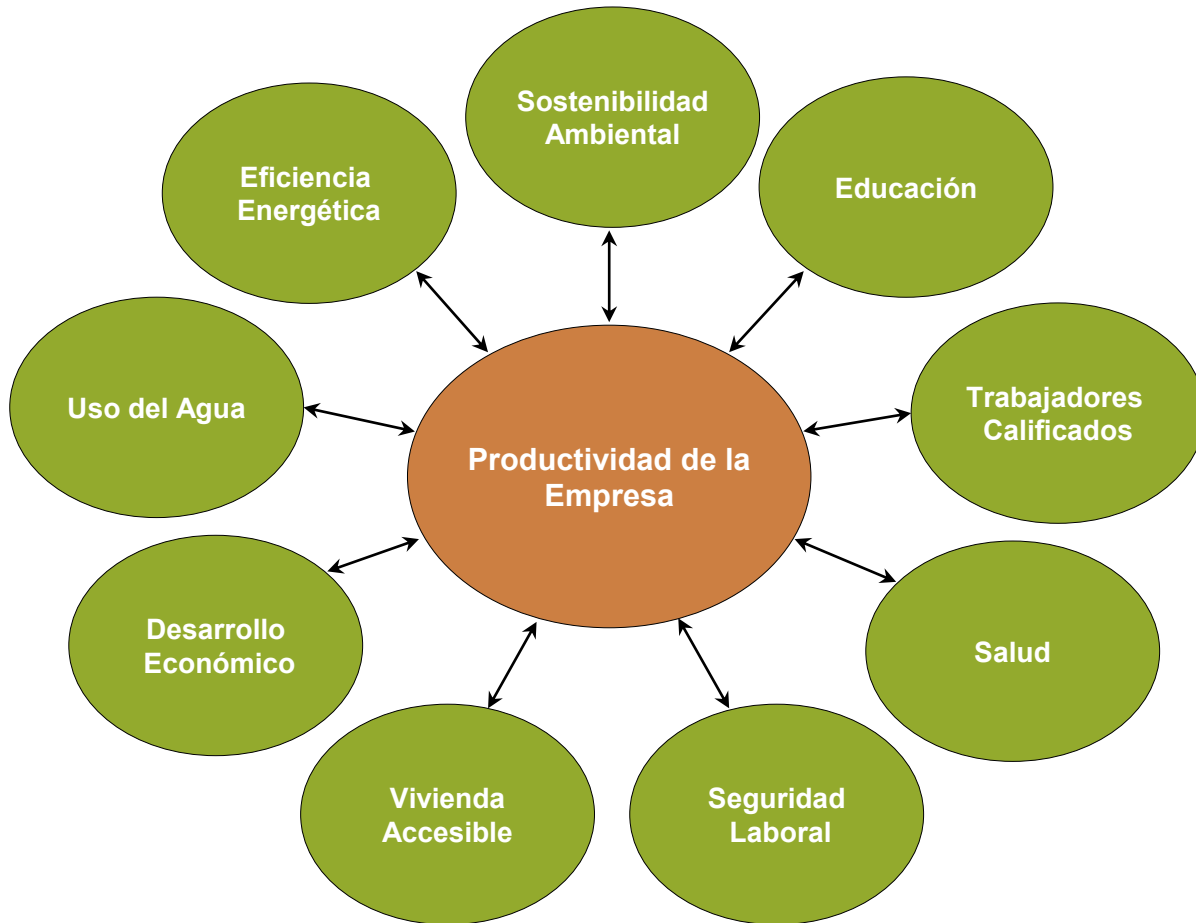 Sostenibilidad
Ambiental
Eficiencia
Energética
Educación
Uso del Agua
Trabajadores
Calificados
Productividad de la
Empresa
Desarrollo
Económico
Salud
Vivienda
Accesible
Seguridad
Laboral